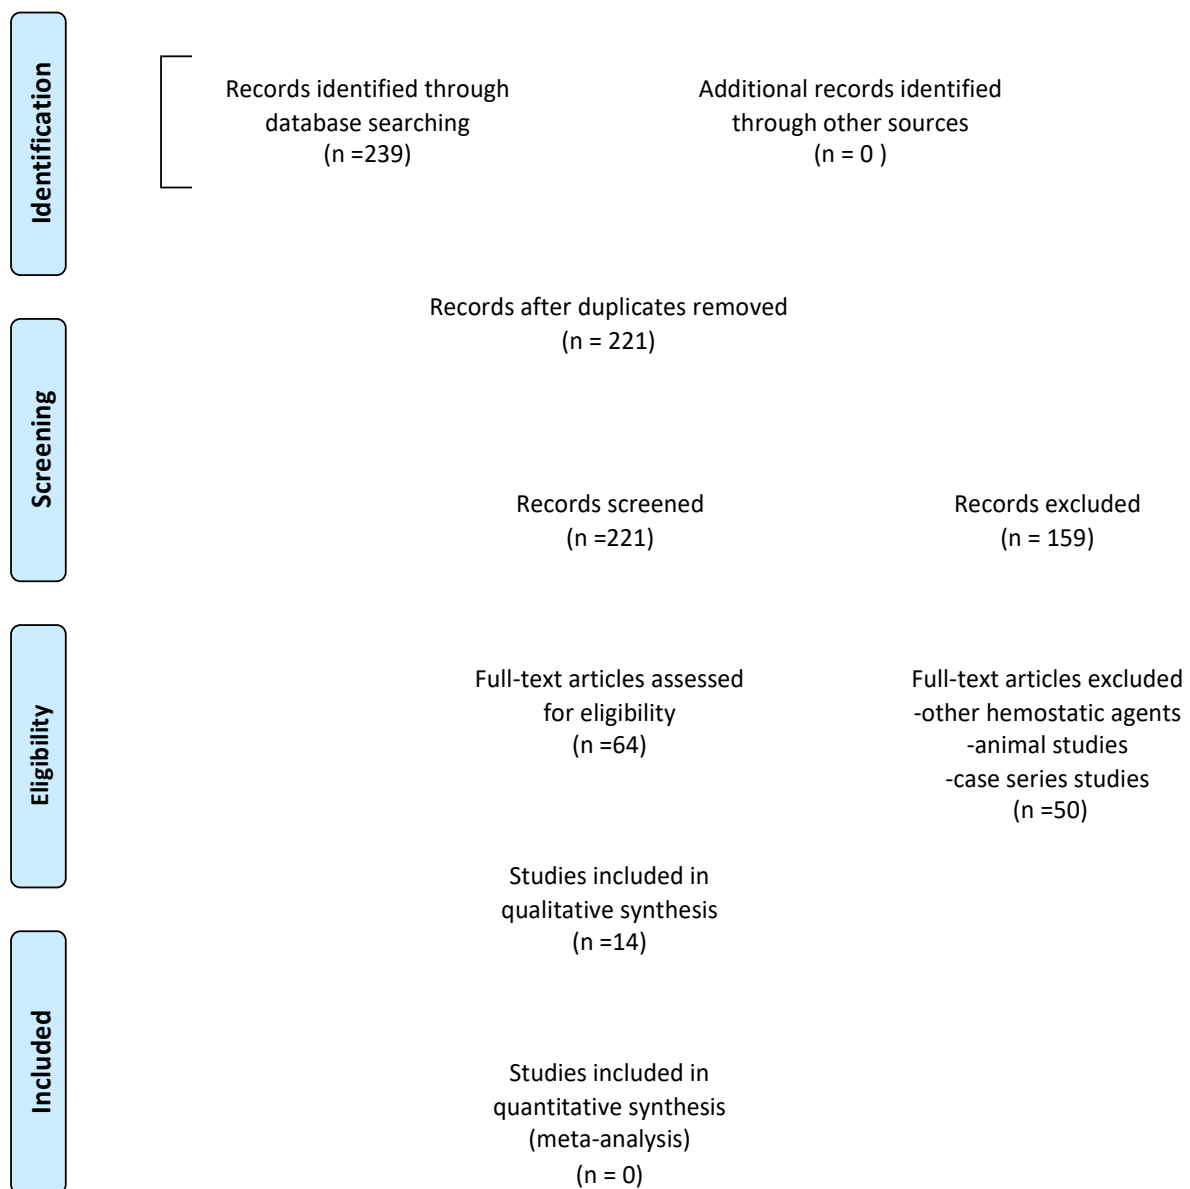 Identification
Records identified through
database searching
(n =239)
Additional records identified
through other sources
(n = 0 )
Records after duplicates removed
(n = 221)
Screening
Records screened
(n =221)
Records excluded
(n = 159)
Eligibility
Full-text articles assessed
for eligibility
(n =64)
Full-text articles excluded
-other hemostatic agents
-animal studies
-case series studies
(n =50)
Studies included in
qualitative synthesis
(n =14)
Included
Studies included in
quantitative synthesis
(meta-analysis)
(n = 0)